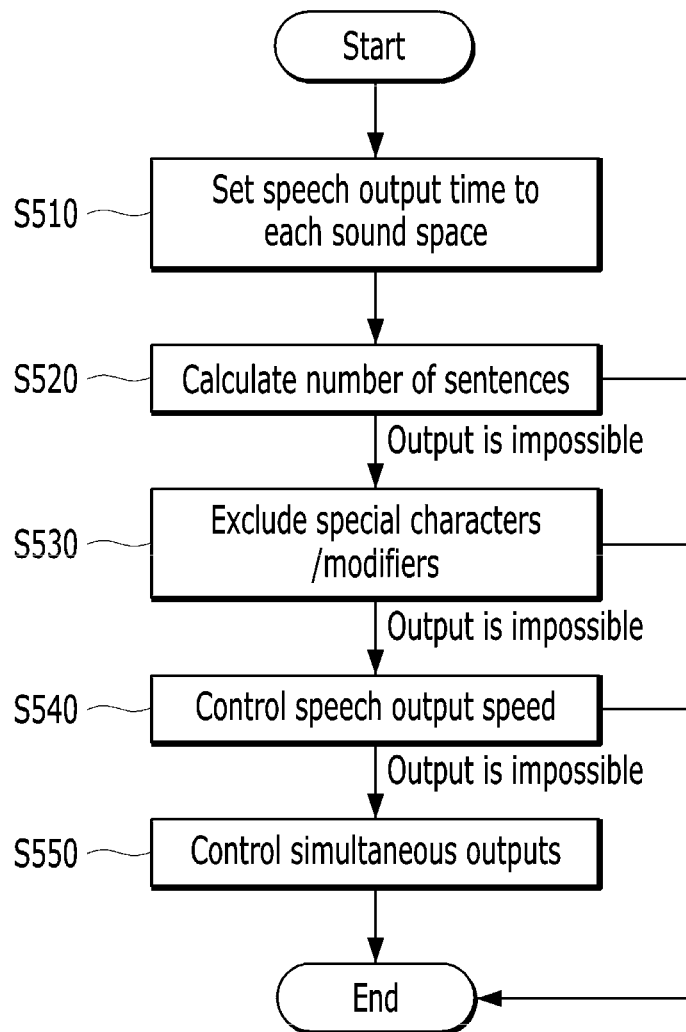 Start
S510
Set speech output time to
each sound space
S520
Calculate number of sentences
Output is impossible
S530
Exclude special characters
/modifiers
Output is impossible
S540
Control speech output speed
Output is impossible
S550
Control simultaneous outputs
End